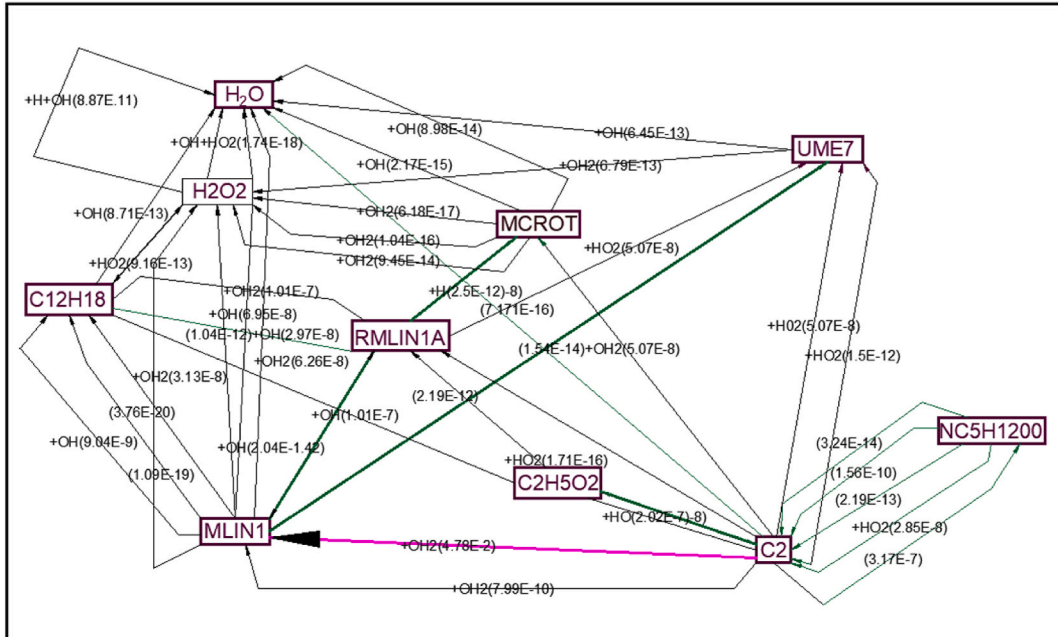 H2O
+H+OH(8.87E.11)
+OH(8.98E-14)
+OH+HO2(1.74E-18)
+OH(6.45E-13)
UME7
+OH(2.17E-15)
+OH2(6.79E-13)
H2O2
+OH(8.71E-13)
+OH2(6.18E-17)
MCROT
+OH2(1.04E-16)
+HO2(5.07E-8)
+OH2(9.45E-14)
+HO2(9.16E-13)
+OH2(1.01E-7)
+H(2.5E-12)-8)
C12H18
+OH(6.95E-8)
(7.171E-16)
(1.04E-12)+OH(2.97E-8)
RMLIN1A
+H02(5.07E-8)
(1.54E-14)+OH2(5.07E-8)
+OH2(6.26E-8)
+HO2(1.5E-12)
+OH2(3.13E-8)
+OH(1.01E-7)
(2.19E-12)
(3.76E-20)
NC5H1200
+OH(9.04E-9)
+OH(2.04E-1.42)
(3.24E-14)
+HO2(1.71E-16)
(1.56E-10)
(1.09E-19)
C2H5O2
(2.19E-13)
+HO(2.02E-7)-8)
+HO2(2.85E-8)
MLIN1
+OH2(4.78E-2)
C2
(3.17E-7)
+OH2(7.99E-10)